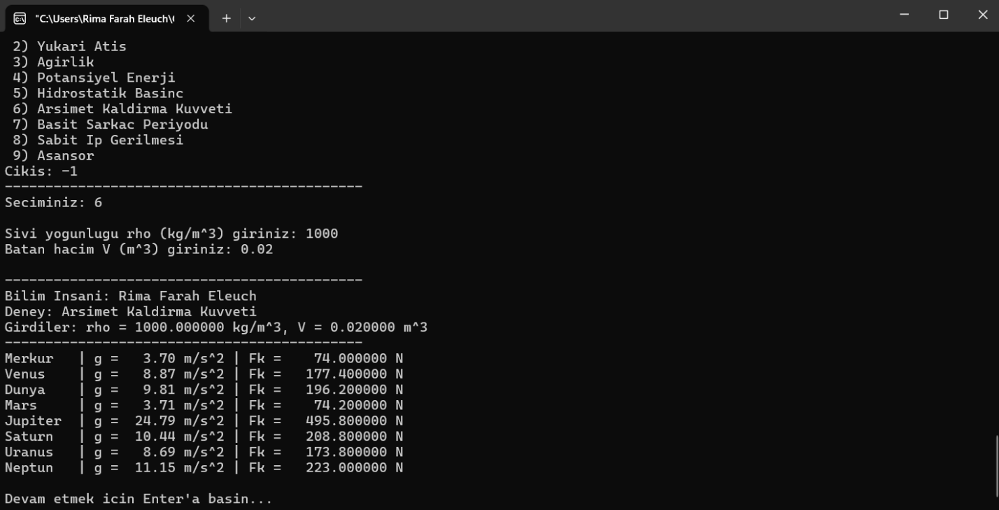 "C:\Users\Rima Farah Eleuch\
2) Yukari Atis
3) Agirlik
4) Potansiyel Enerji
5) Hidrostatik Basinc
6) Arsimet Kaldirma Kuvveti
7) Basit Sarkac Periyodu
8) Sabit Ip Gerilmesi
9) Asansor
Cikis: -1
--------------------------------------------
Seciminiz: 6
Sivi yogunlugu rho (kg/m^3) giriniz: 1000
Batan hacim V (m^3) giriniz: 0.02
--------------------------------------------
Bilim Insani: Rima Farah Eleuch
Deney: Arsimet Kaldirma Kuvveti
Girdiler: rho = 1000.000000 kg/m^3, V = 0.020000 m^3
--------------------------------------------
Merkur   | g =   3.70 m/s^2 | Fk =    74.000000 N
Venus    | g =   8.87 m/s^2 | Fk =   177.400000 N
Dunya    | g =   9.81 m/s^2 | Fk =   196.200000 N
Mars     | g =   3.71 m/s^2 | Fk =    74.200000 N
Jupiter  | g =  24.79 m/s^2 | Fk =   495.800000 N
Saturn   | g =  10.44 m/s^2 | Fk =   208.800000 N
Uranus   | g =   8.69 m/s^2 | Fk =   173.800000 N
Neptun   | g =  11.15 m/s^2 | Fk =   223.000000 N
Devam etmek icin Enter'a basin...